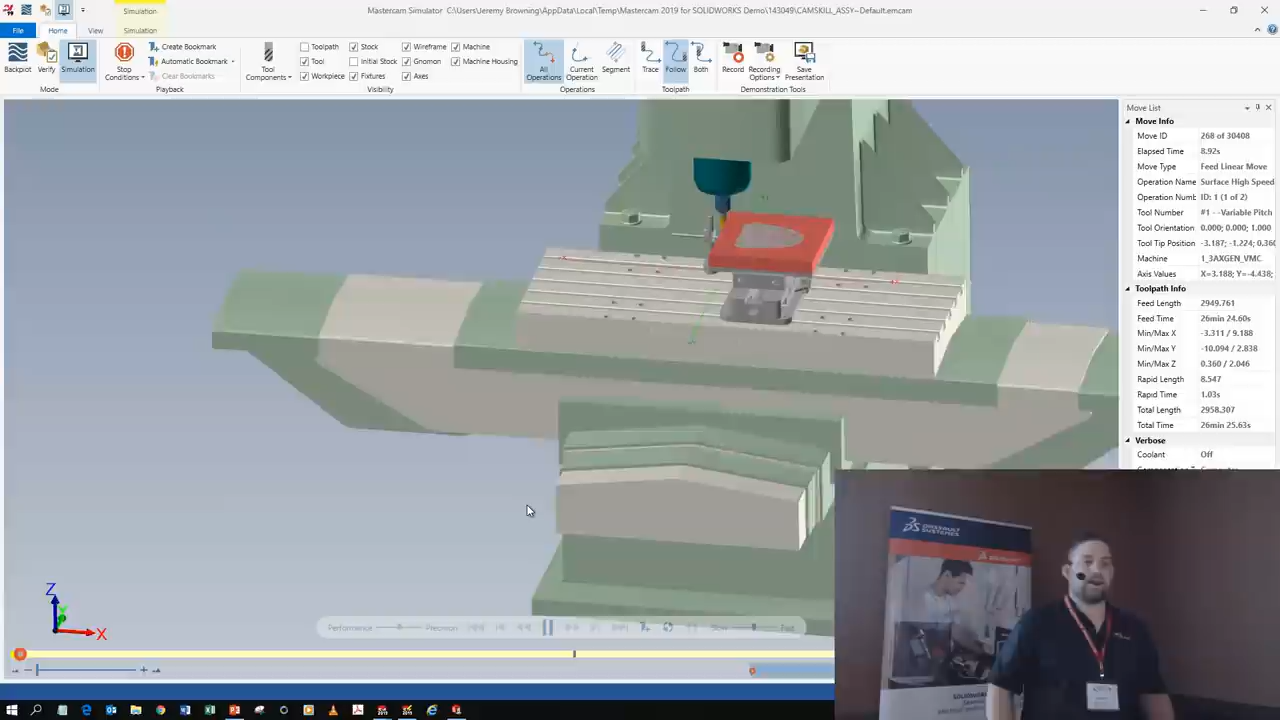 Simulation
Mastercam Simulator C:\Users\Jeremy Browning\AppData\Local\Temp\Mastercam 2019 for SOLIDWORKS Demo\143049\CAMSKILL_ASSY~Default.emcam
File
Home
View
Simulation
Backplot
Verify
Simulation
Mode
Stop Conditions
Create Bookmark
Automatic Bookmark
Clear Bookmarks
Playback
Tool Components
Toolpath
Tool
Workpiece
Stock
Initial Stock
Fixtures
Wireframe
Gnomon
Axes
Machine
Machine Housing
Visibility
All Operations
Current Operation
Segment
Operations
Trace
Follow
Both
Toolpath
Record
Recording Options
Save Presentation
Demonstration Tools
Move List
Move Info
Move ID 268 of 30408
Elapsed Time 8.92s
Move Type Feed Linear Move
Operation Name Surface High Speed
Operation Numb ID: 1 (1 of 2)
Tool Number #1 - -Variable Pitch
Tool Orientation 0.000; 0.000; 1.000
Tool Tip Position -3.187; -1.224; 0.360
Machine 1_3AXGEN_VMC
Axis Values X=3.188; Y=-4.438;
Toolpath Info
Feed Length 2949.761
Feed Time 26min 24.60s
Min/Max X -3.311 / 9.188
Min/Max Y -10.094 / 2.838
Min/Max Z 0.360 / 2.046
Rapid Length 8.547
Rapid Time 1.03s
Total Length 2958.307
Total Time 26min 25.63s
Verbose
Coolant Off
Z
Y
X
Performance
Precision
Slow
Fast
DASSAULT SYSTEMES
SOLIDWORKS